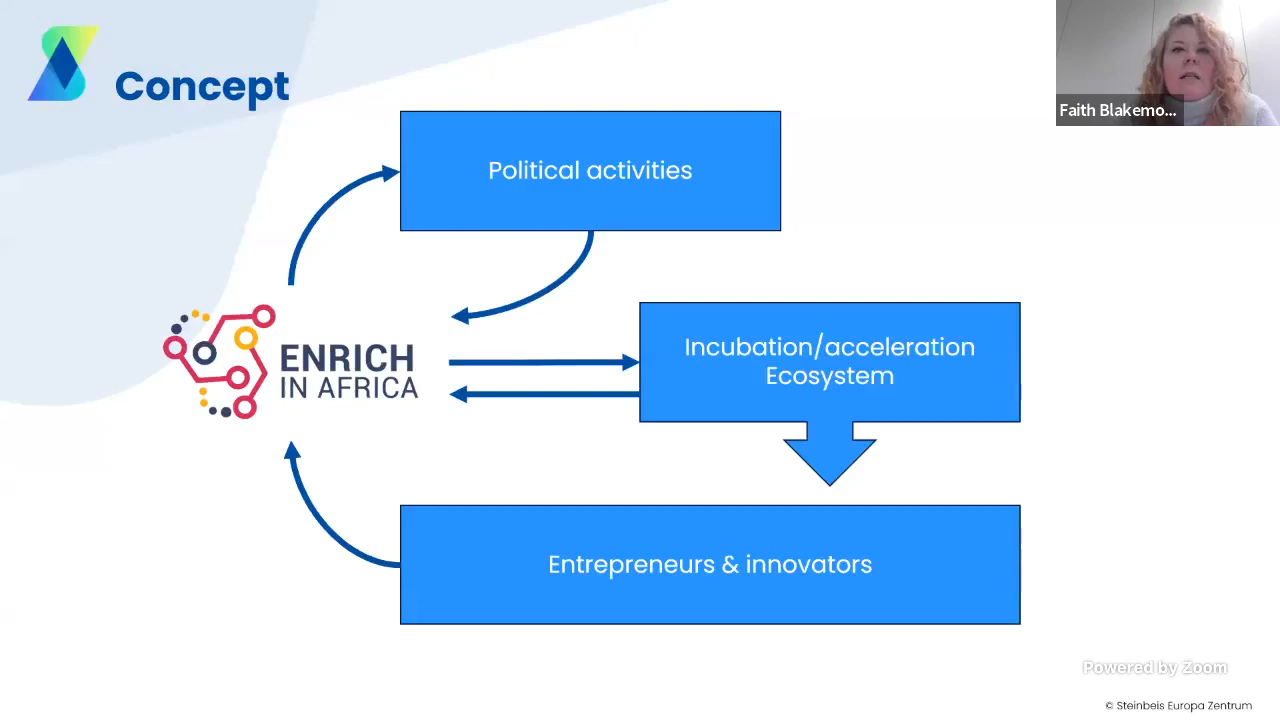 Concept
Faith Blakemo...
Political activities
ENRICH
IN AFRICA
Incubation/acceleration
Ecosystem
Entrepreneurs & innovators
Powered by Zoom
© Steinbeis Europa Zentrum